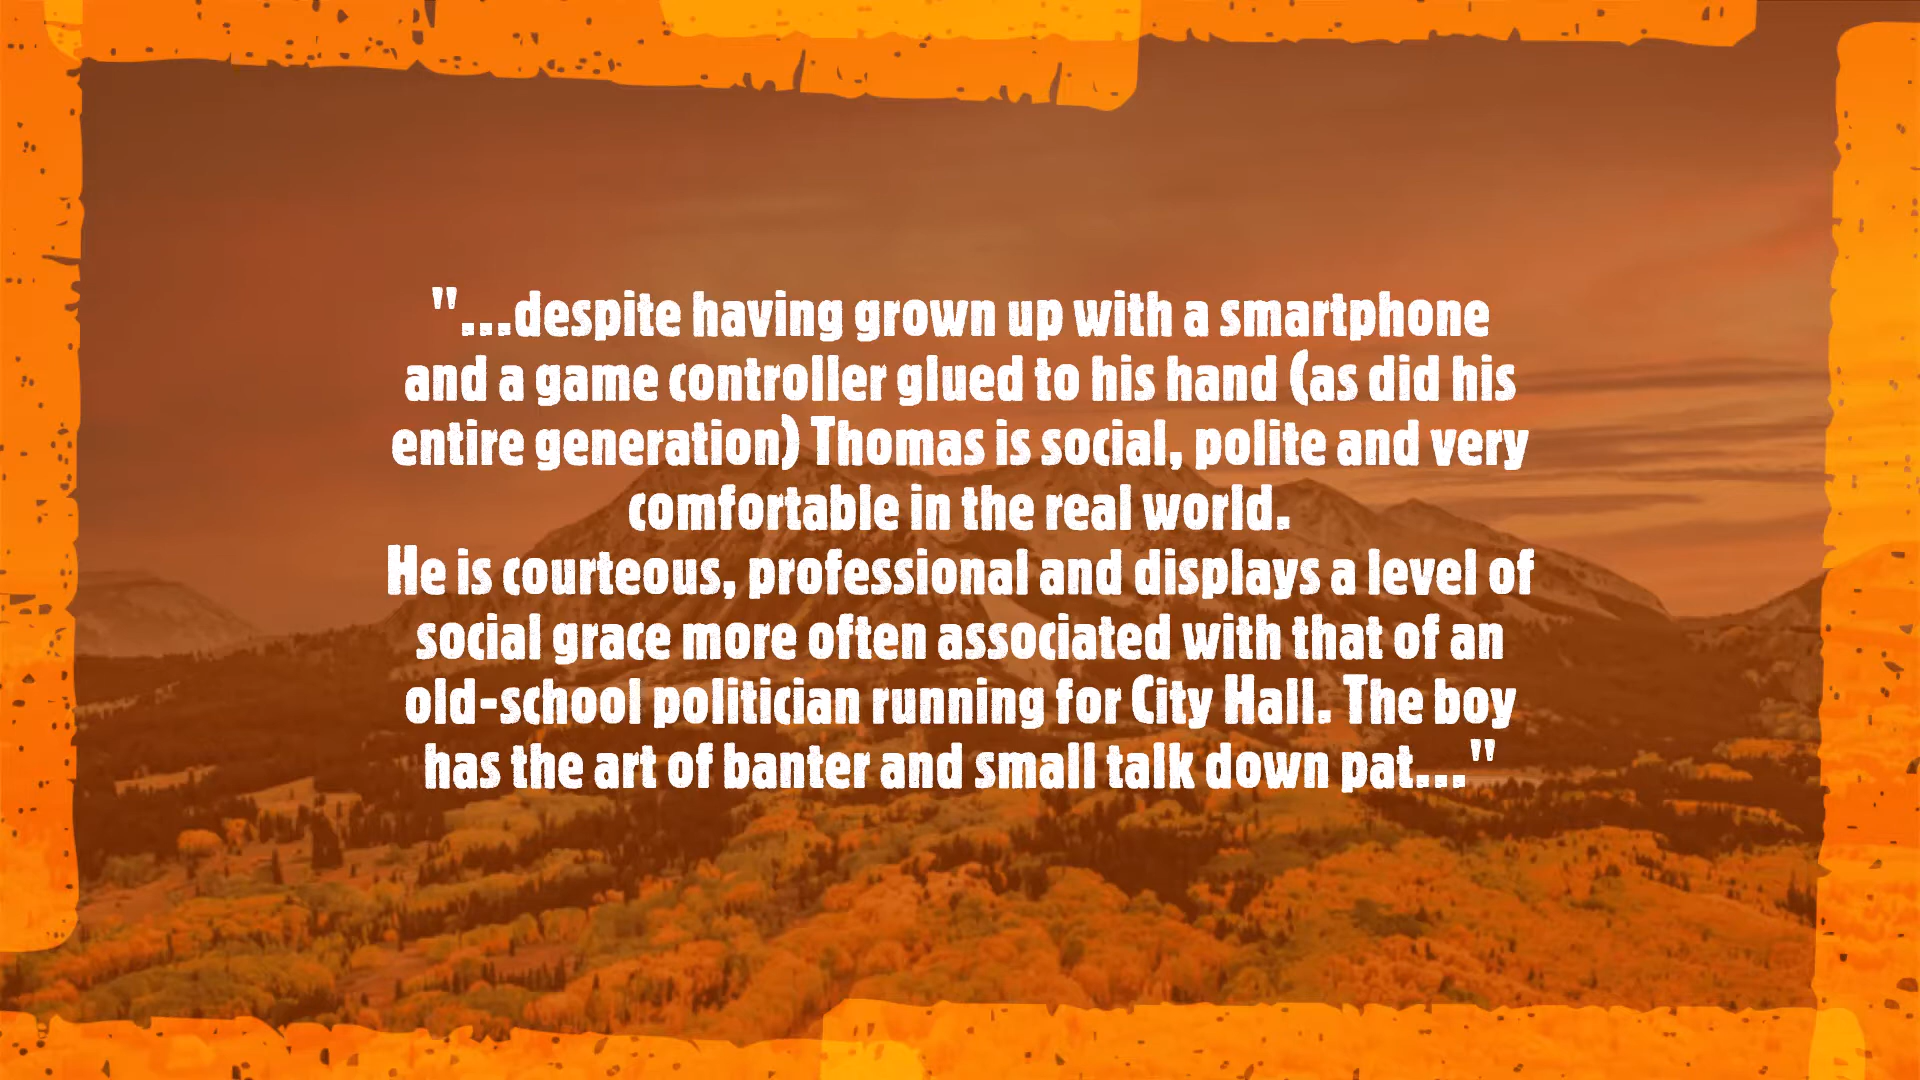 "...despite having grown up with a smartphone
and a game controller glued to his hand (as did his
entire generation) Thomas is social, polite and very
comfortable in the real world.
He is courteous, professional and displays a level of
social grace more often associated with that of an
old-school politician running for City Hall. The boy
has the art of banter and small talk down pat..."